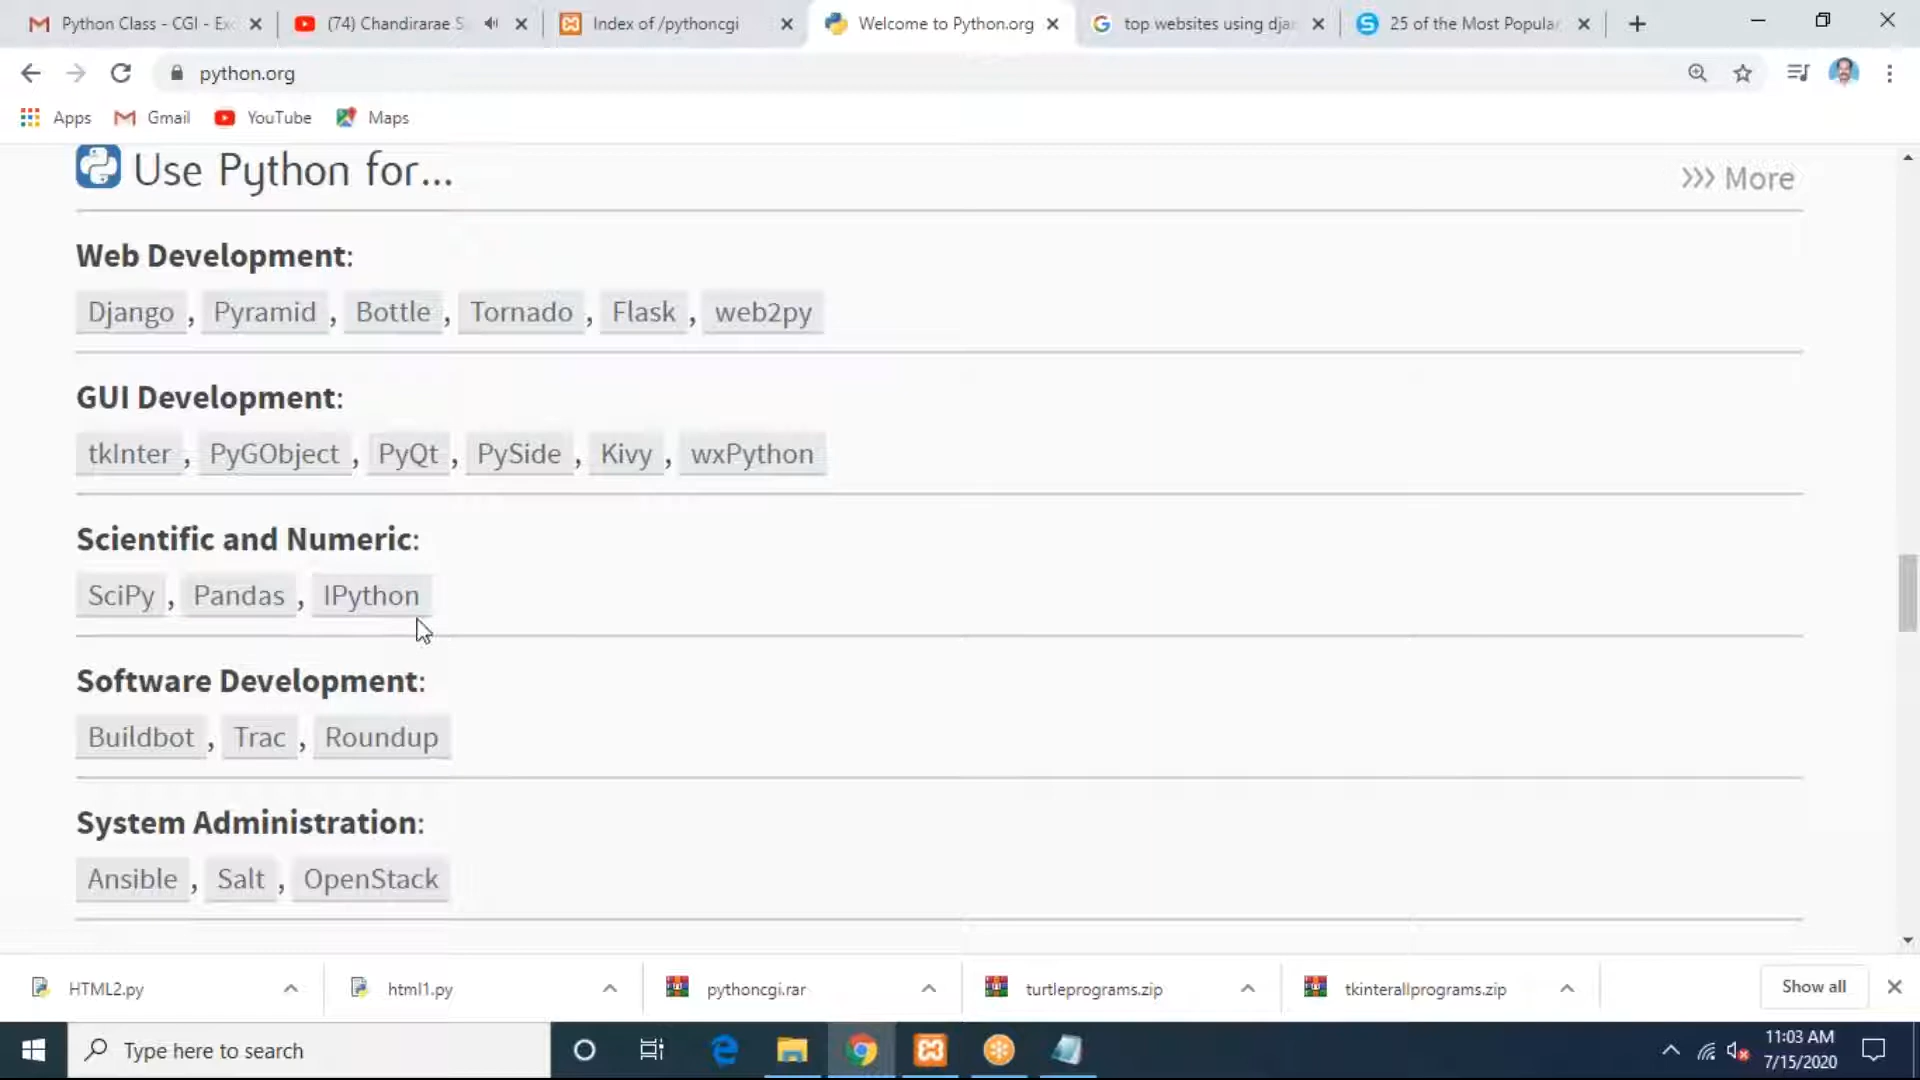 Python Class - CGI - Ex
(74) Chandirarae S
Index of /pythoncgi
Welcome to Python.org
top websites using dja
25 of the Most Popula
python.org
Apps
Gmail
YouTube
Maps
Use Python for...
>>> More
Web Development:
Django , Pyramid , Bottle , Tornado , Flask , web2py
GUI Development:
tkInter , PyGObject , PyQt , PySide , Kivy , wxPython
Scientific and Numeric:
SciPy , Pandas , IPython
Software Development:
Buildbot , Trac , Roundup
System Administration:
Ansible , Salt , OpenStack
HTML2.py
html1.py
pythoncgi.rar
turtleprograms.zip
tkinterallprograms.zip
Show all
Type here to search
11:03 AM
7/15/2020